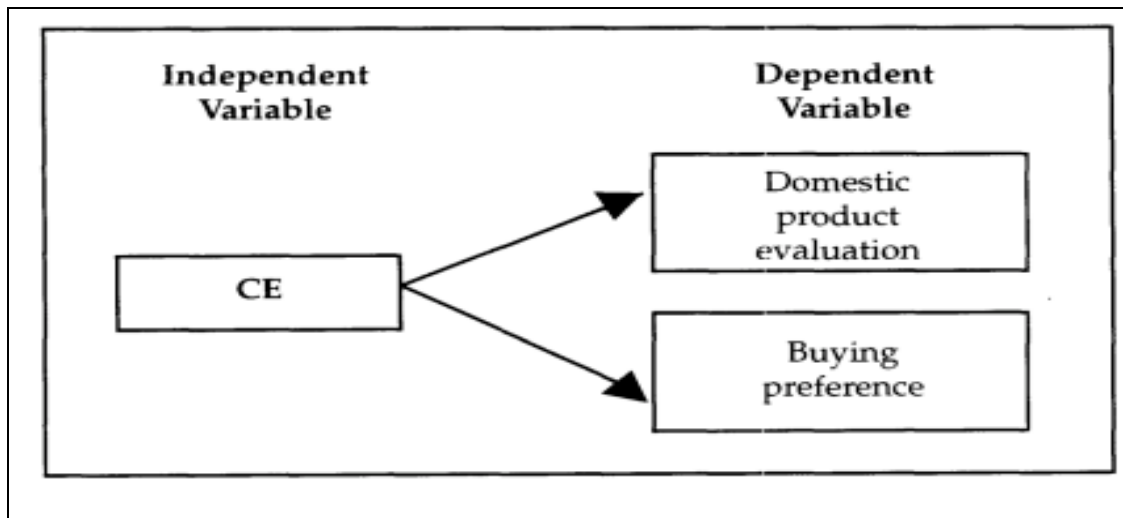 Independent
Variable
Dependent
Variable
CE
Domestic
product
evaluation
Buying
preference